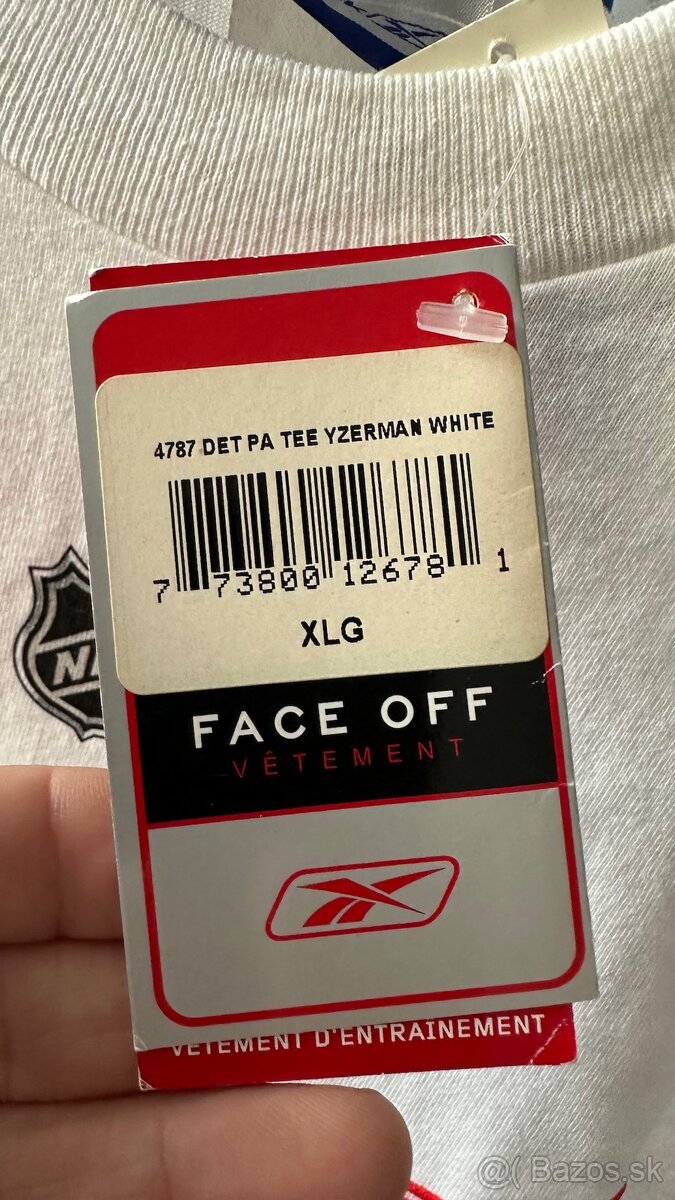 4787 DET PA TEE YZERMAN WHITE
7 73800 12678 1
XLG
FACE OFF
VÊTEMENT
VÊTEMENT D'ENTRAINEMENT
@( Bazos.sk